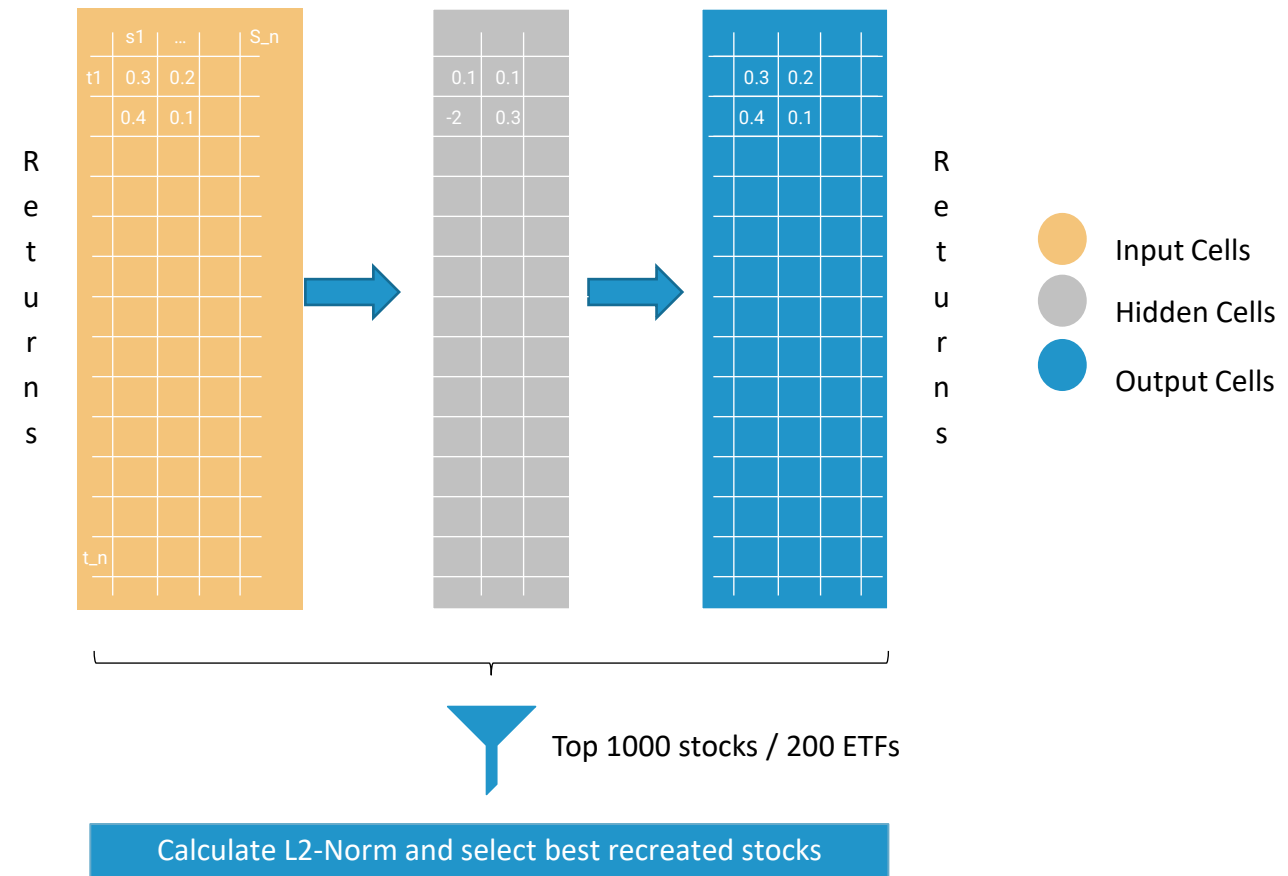 s1 … S_n
t1 0.3 0.2
0.4 0.1
t_n
0.1 0.1
-2 0.3
0.3 0.2
0.4 0.1
R
e
t
u
r
n
s
R
e
t
u
r
n
s
Input Cells
Hidden Cells
Output Cells
Top 1000 stocks / 200 ETFs
Calculate L2-Norm and select best recreated stocks